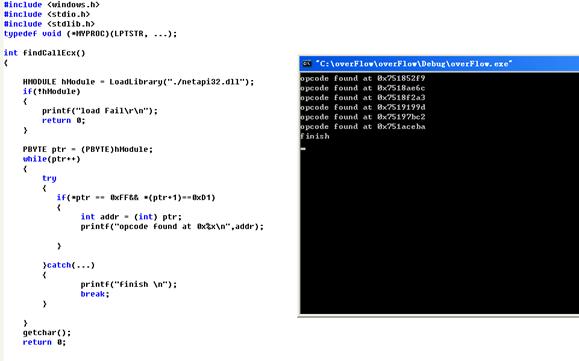 #include <windows.h>
#include <stdio.h>
#include <stdlib.h>
typedef void (*MYPROC)(LPTSTR, ...);
int findCallEcx()
{
HMODULE hModule = LoadLibrary("./netapi32.dll");
if(!hModule)
{
printf("load Fail\r\n");
return 0;
}
PBYTE ptr = (PBYTE)hModule;
while(ptr++)
{
try
{
if(*ptr == 0xFF&& *(ptr+1)==0xD1)
{
int addr = (int) ptr;
printf("opcode found at 0x%x\n",addr);
}
}catch(...)
{
printf("finish \n");
break;
}
}
getchar();
return 0;
"C:\overFlow\overFlow\Debug\overFlow.exe"
opcode found at 0x751852f9
opcode found at 0x7518ae6c
opcode found at 0x7518f2a3
opcode found at 0x7519199d
opcode found at 0x75197bc2
opcode found at 0x751aceba
finish